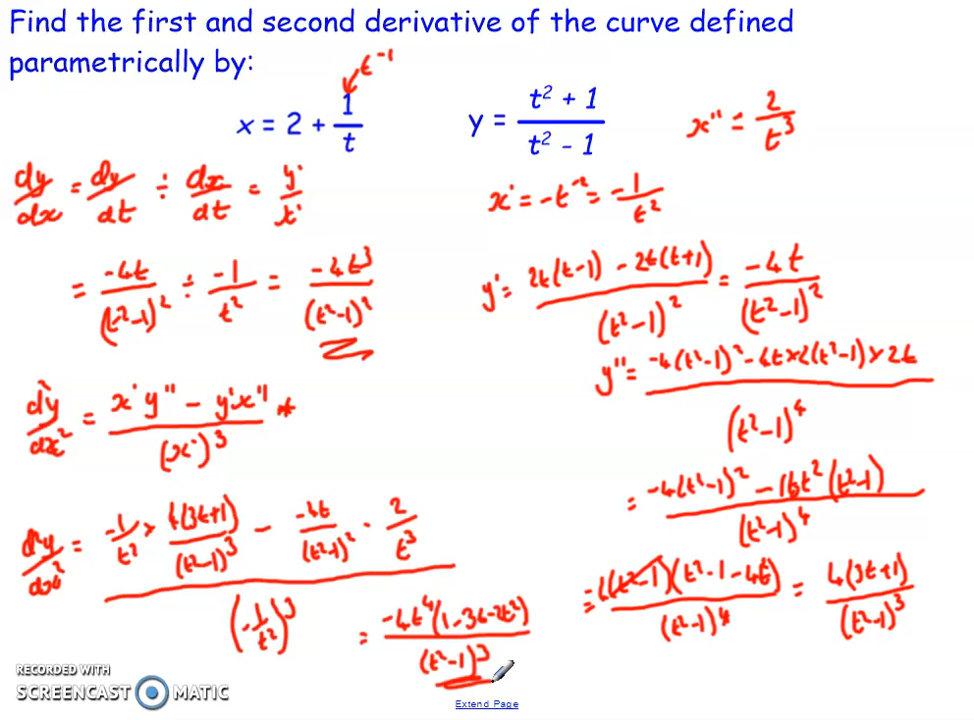 Find the first and second derivative of the curve defined
parametrically by:
t⁻¹
x = 2 + 1/t
y = (t² + 1)/(t² - 1)
x'' = 2/t³
dy/dx = dy/dt ÷ dx/dt = y'/t'
x' = -t⁻² = -1/t²
= -4t/(t²-1)² ÷ -1/t² = -4t³/(t²-1)²
y' = (2t(t-1) - 2t(t+1))/(t²-1)² = -4t/(t²-1)²
y'' = (-4(t²-1)² - 4t×2(t²-1)×2t)/(t²-1)⁴
d²y/dx² = (x'y'' - y'x'')/(x')³ *
= (-4(t²-1)² - 16t²(t²-1))/(t²-1)⁴
d²y/dx² = (-1/t² × 4(3t+1)/(t²-1)³ - -4t/(t²-1)² · 2/t³)/(-1/t²)³
= 4(t²-1)(t²-1-4t)/(t²-1)⁴ = 4(3t+1)/(t²-1)³
= -4t⁴(1-3t-2t²)/(t²-1)³
RECORDED WITH
SCREENCAST MATIC
Extend Page